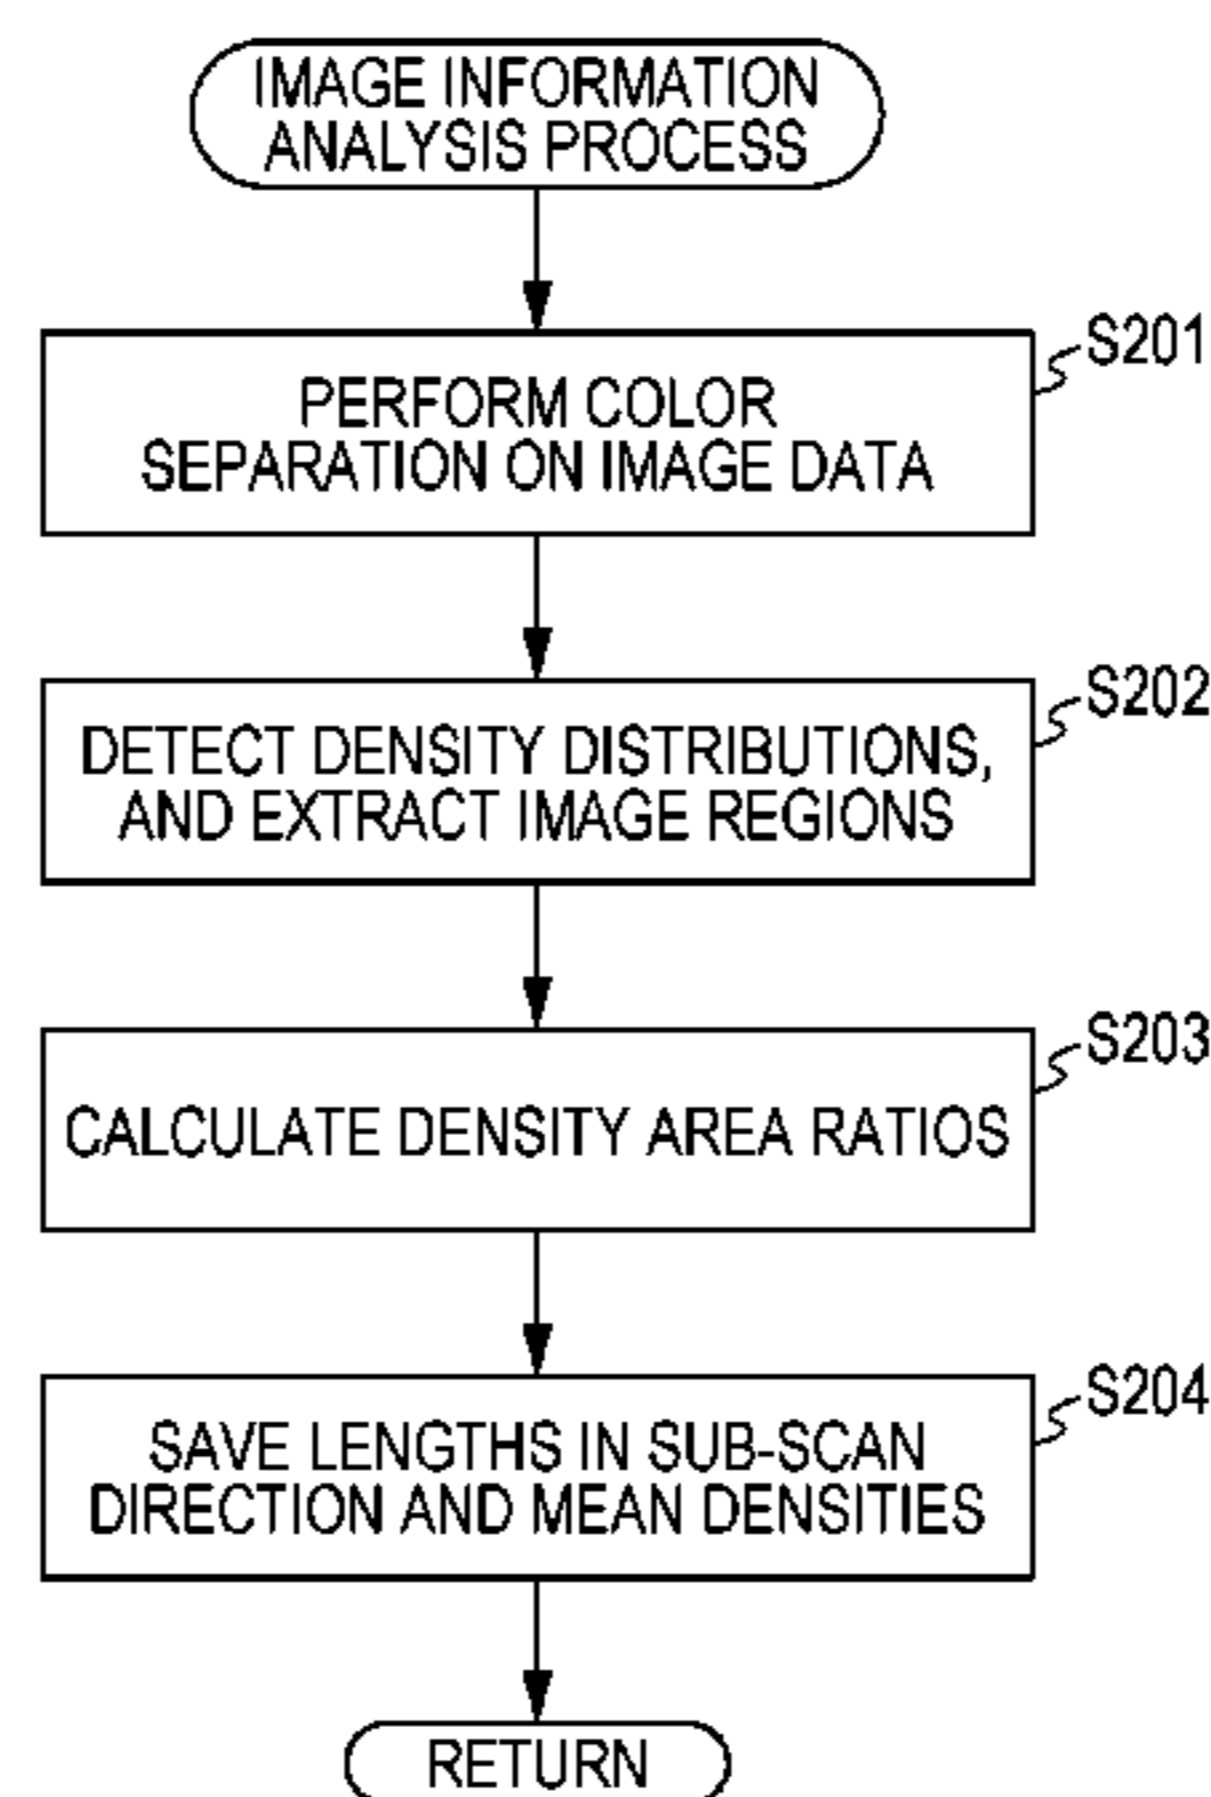 IMAGE INFORMATION
ANALYSIS PROCESS
S201
PERFORM COLOR
SEPARATION ON IMAGE DATA
S202
DETECT DENSITY DISTRIBUTIONS,
AND EXTRACT IMAGE REGIONS
S203
CALCULATE DENSITY AREA RATIOS
S204
SAVE LENGTHS IN SUB-SCAN
DIRECTION AND MEAN DENSITIES
RETURN